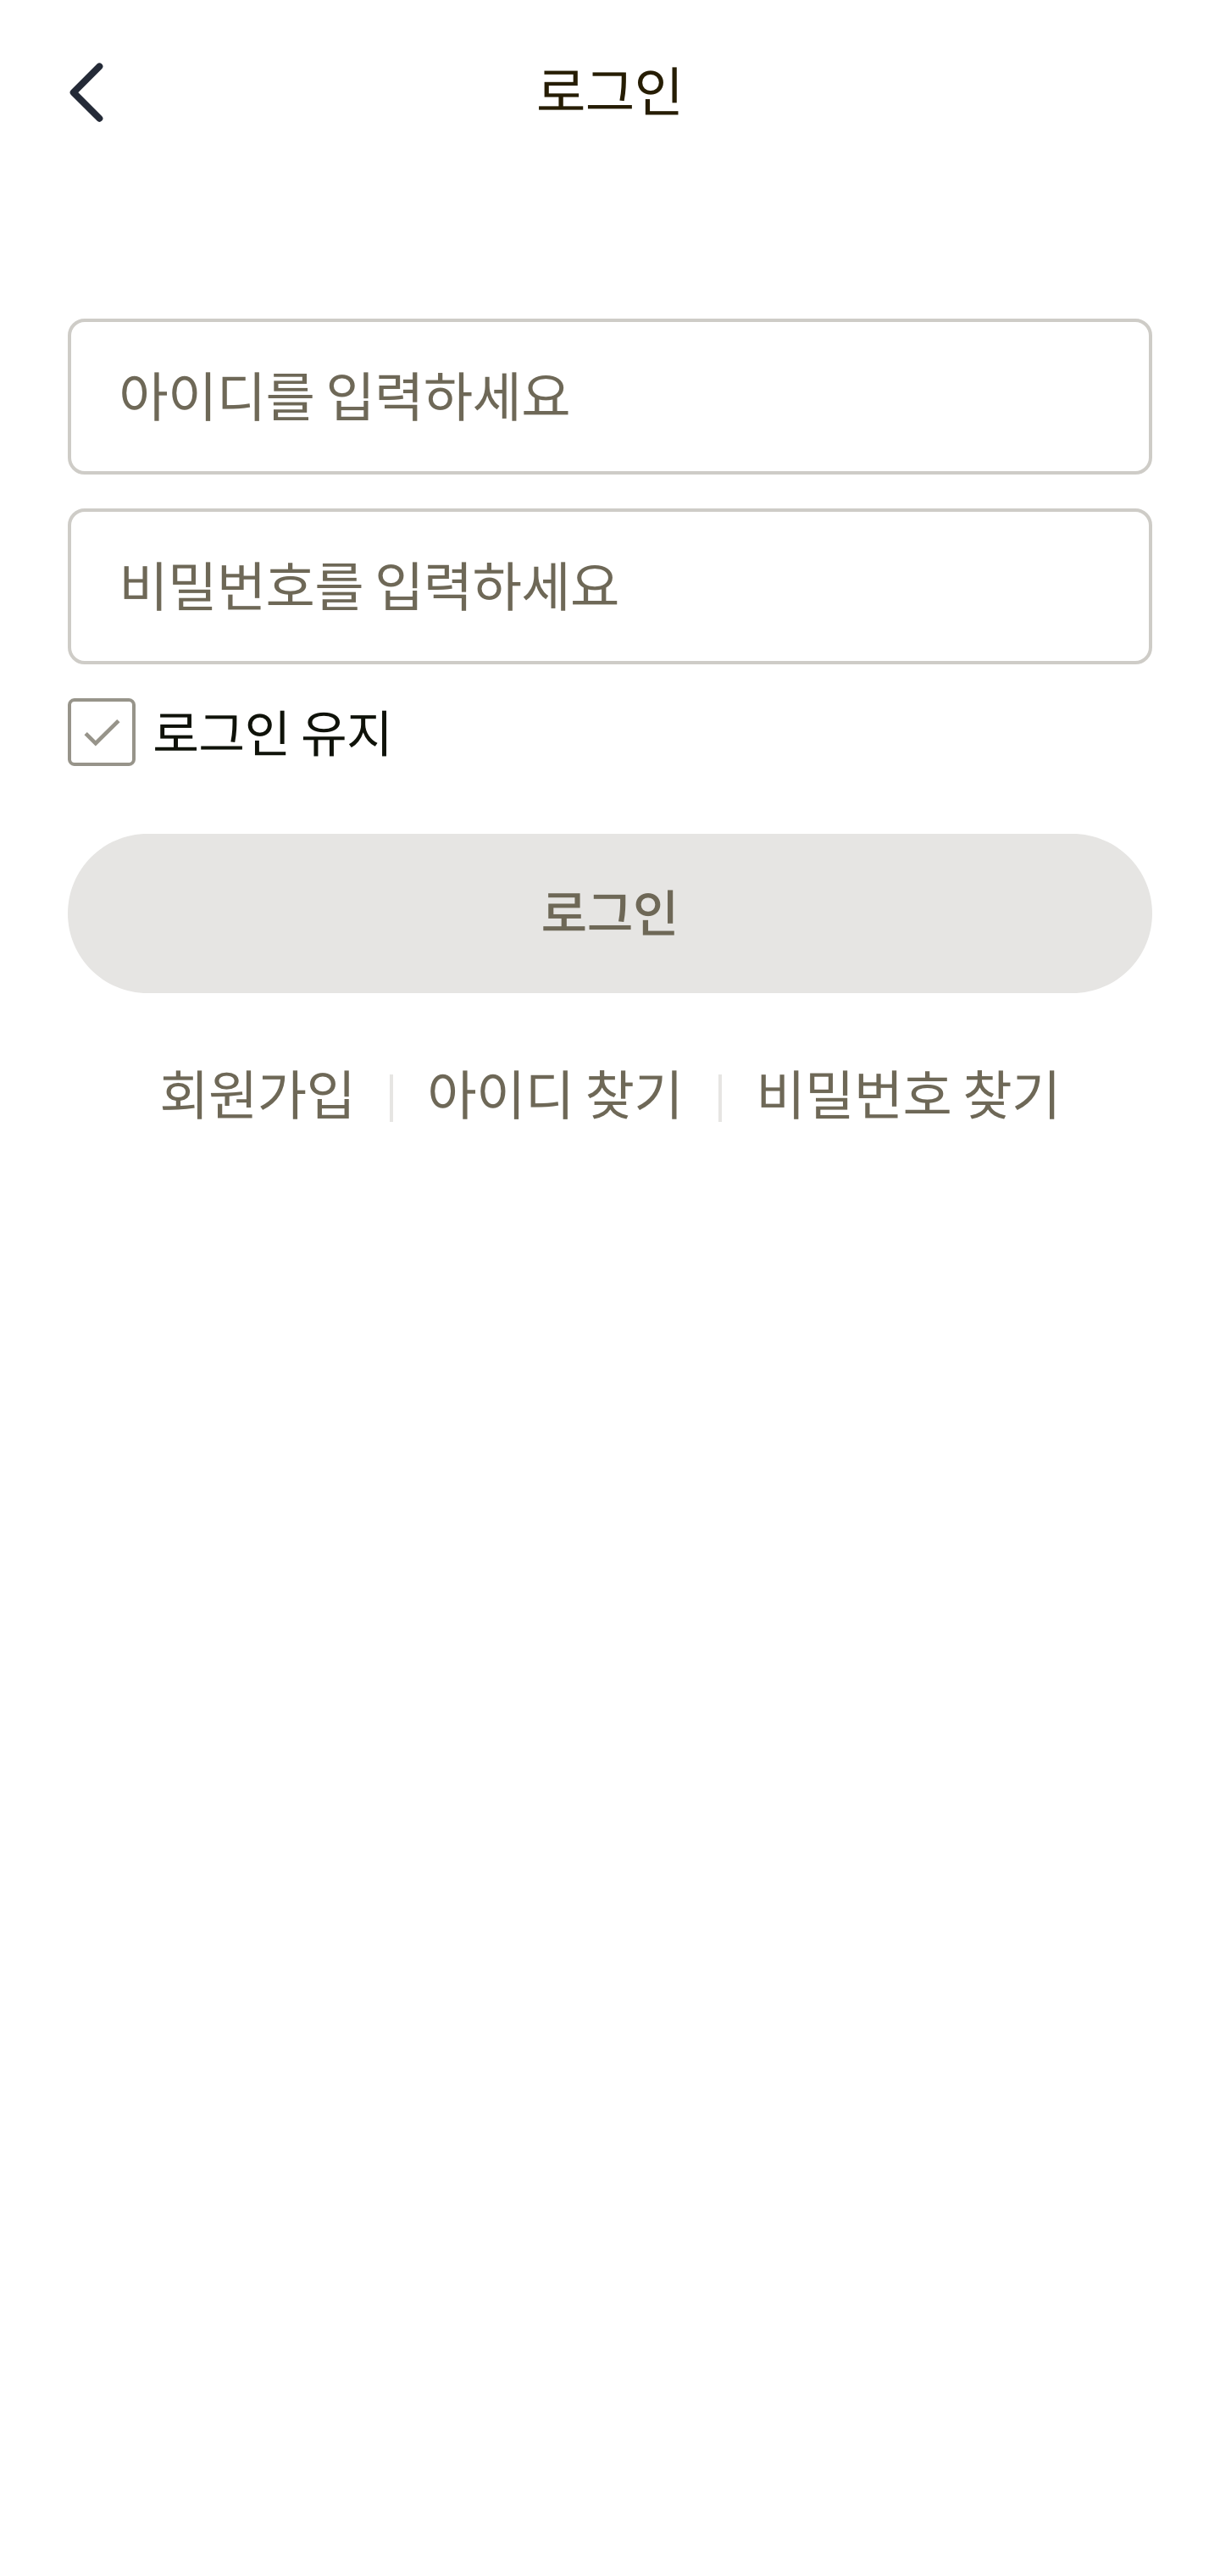 로그인
아이디를 입력하세요
비밀번호를 입력하세요
로그인 유지
로그인
회원가입 | 아이디 찾기 | 비밀번호 찾기